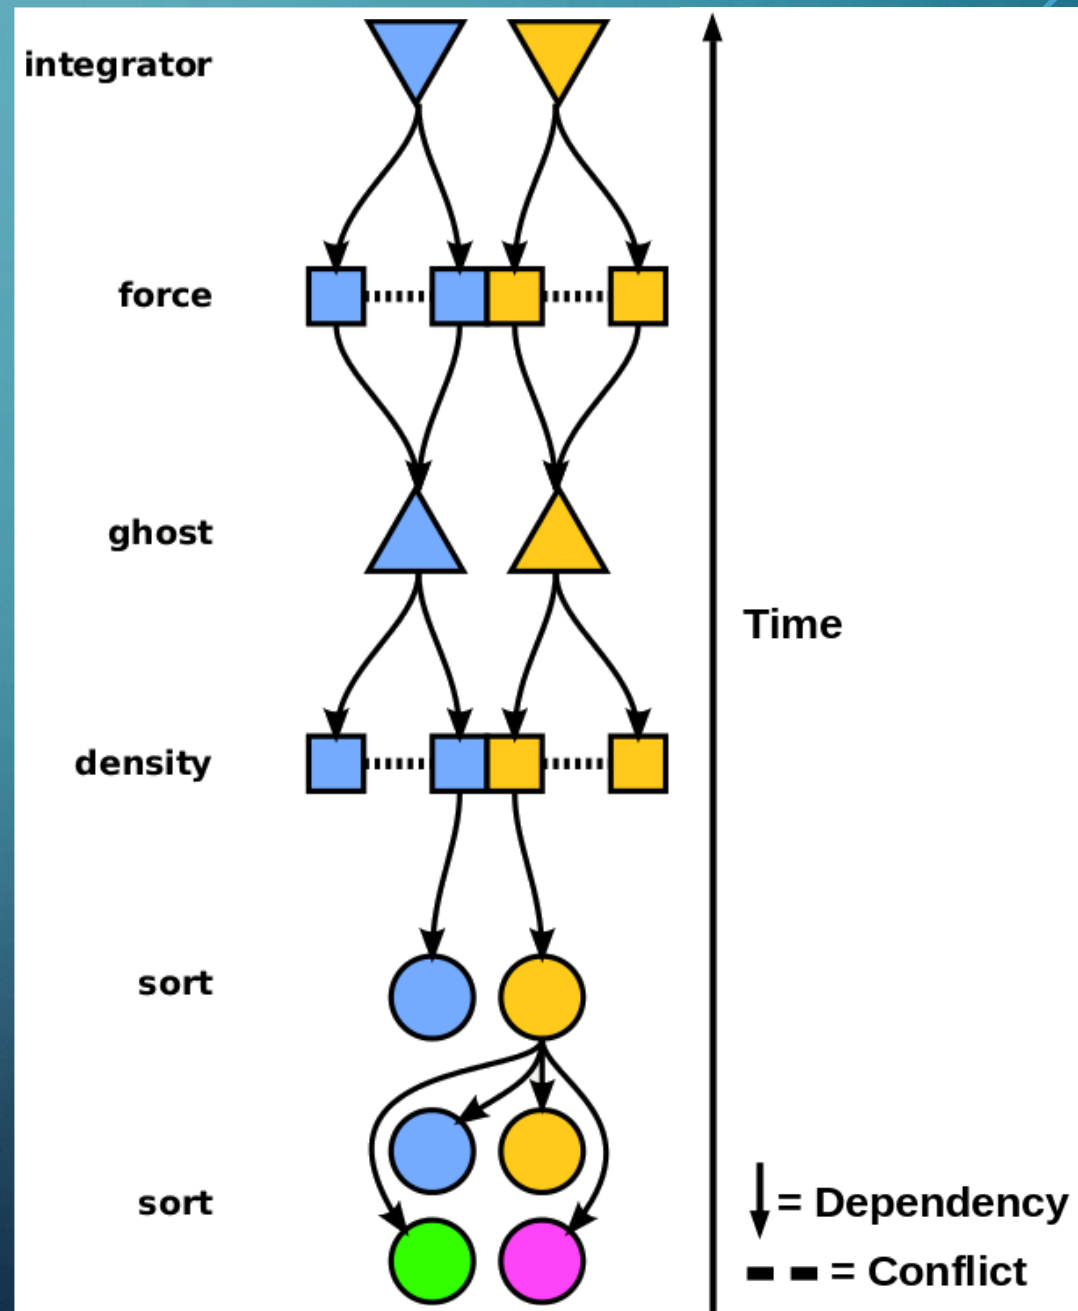 integrator
force
ghost
Time
density
sort
sort
= Dependency
= Conflict